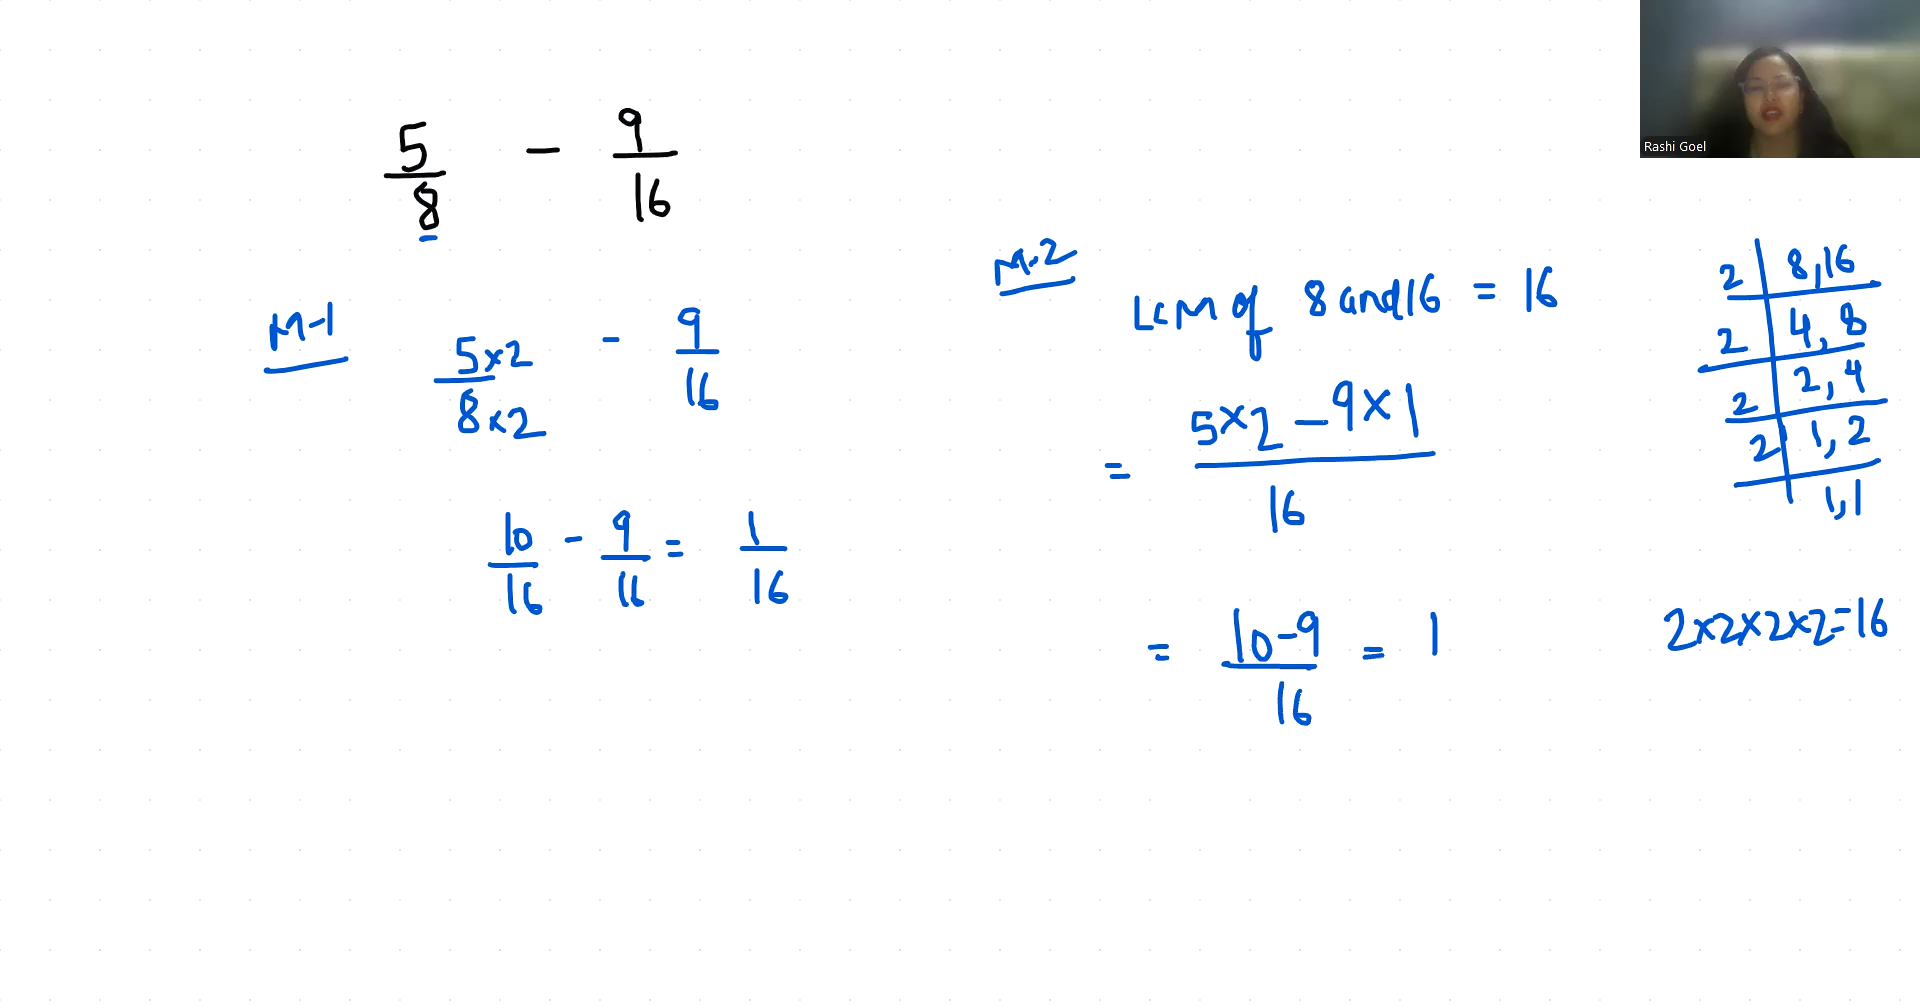 Rashi Goel
5/8 - 9/16
M-1
5×2/8×2 - 9/16
10/16 - 9/16 = 1/16
M-2
LCM of 8 and 16 = 16
= 5×2 - 9×1/16
= 10-9/16 = 1
2 | 8, 16
2 | 4, 8
2 | 2, 4
2 | 1, 2
1, 1
2×2×2×2=16